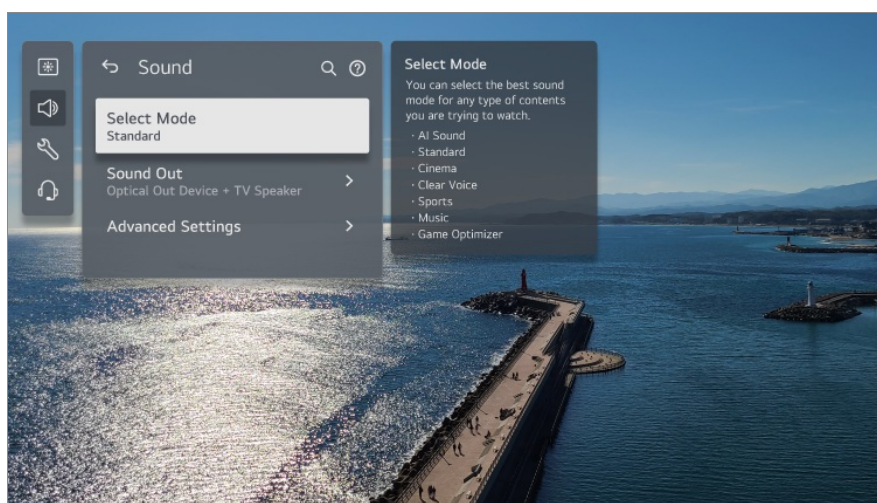 Sound
Select Mode
Standard
Sound Out
Optical Out Device + TV Speaker
Advanced Settings
Select Mode
You can select the best sound
mode for any type of contents
you are trying to watch.
· AI Sound
· Standard
· Cinema
· Clear Voice
· Sports
· Music
· Game Optimizer